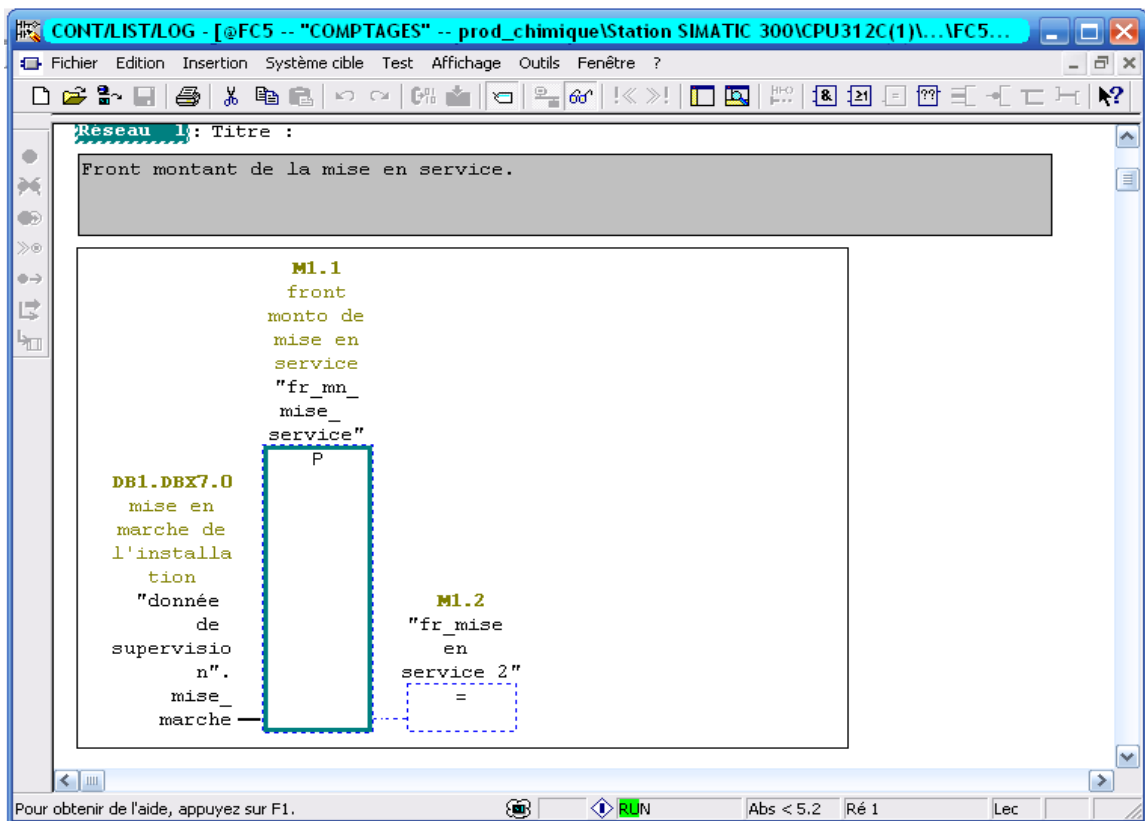 CONT/LIST/LOG - [@FC5 -- "COMPTAGES" -- prod_chimique\Station SIMATIC 300\CPU312C(1)\...\FC5...
Fichier Edition Insertion Système cible Test Affichage Outils Fenêtre ?
Réseau 1: Titre :
Front montant de la mise en service.
M1.1
front
monto de
mise en
service
"fr_mn_
mise_
service"
P
DB1.DBX7.0
mise en
marche de
l'installa
tion
"donnée
de
supervisio
n".
mise_
marche
M1.2
"fr_mise
en
service 2"
=
Pour obtenir de l'aide, appuyez sur F1.
RUN
Abs < 5.2
Ré 1
Lec